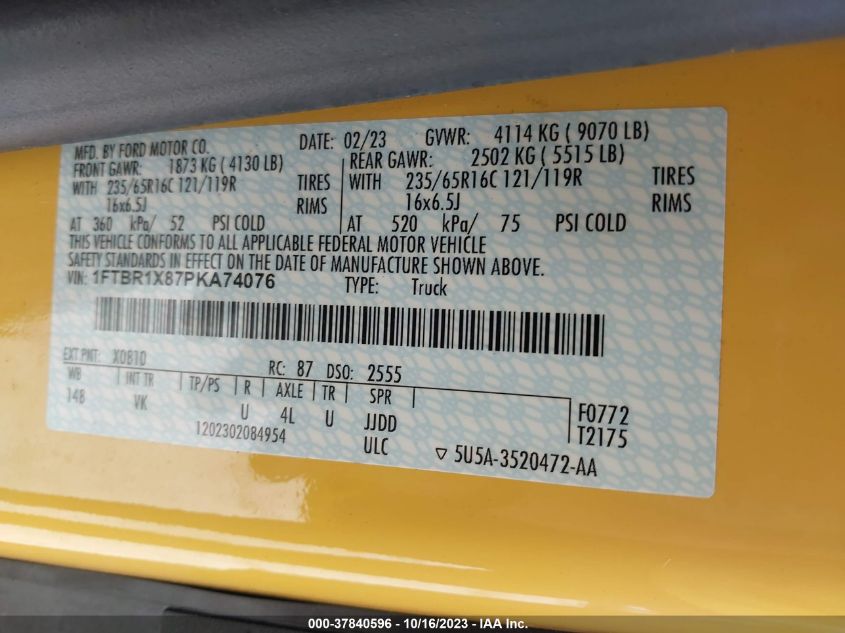 MFD. BY FORD MOTOR CO. DATE: 02/23 GVWR: 4114 KG ( 9070 LB)
FRONT GAWR: 1873 KG ( 4130 LB) REAR GAWR: 2502 KG ( 5515 LB)
WITH 235/65R16C 121/119R TIRES WITH 235/65R16C 121/119R TIRES
16x6.5J RIMS 16x6.5J RIMS
AT 360 kPa/ 52 PSI COLD AT 520 kPa/ 75 PSI COLD
THIS VEHICLE CONFORMS TO ALL APPLICABLE FEDERAL MOTOR VEHICLE
SAFETY STANDARDS IN EFFECT ON THE DATE OF MANUFACTURE SHOWN ABOVE.
VIN: 1FTBR1X87PKA74076 TYPE: Truck
EXT PNT: X0810 RC: 87 DSO: 2555
WB INT TR TP/PS R AXLE TR SPR
148 VK U 4L U JJDD F0772
1202302084954 ULC T2175
5U5A-3520472-AA
000-37840596 • 10/16/2023 • IAAI Inc.